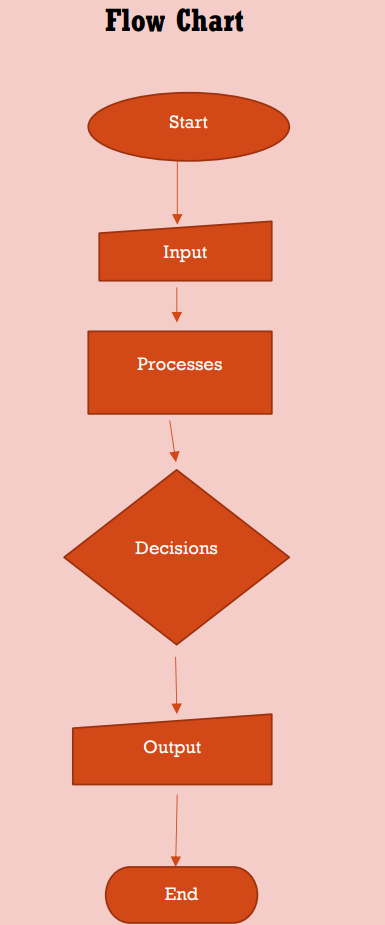 Flow Chart
Start
Input
Processes
Decisions
Output
End